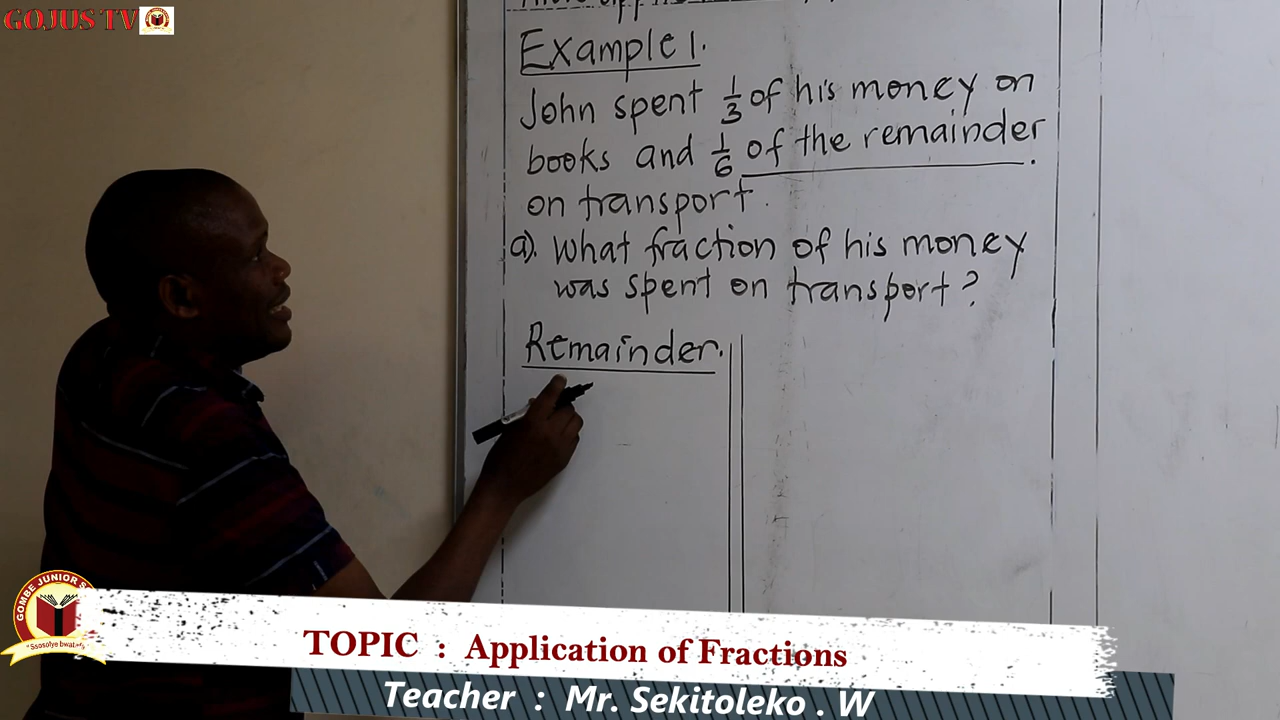 GOJUS TV
Example 1.
John spent 1/3 of his money on
books and 1/6 of the remainder.
on transport.
a). What fraction of his money
was spent on transport?
Remainder.
GOMBE JUNIOR S
TOPIC : Application of Fractions
Teacher : Mr. Sekitoleko . W